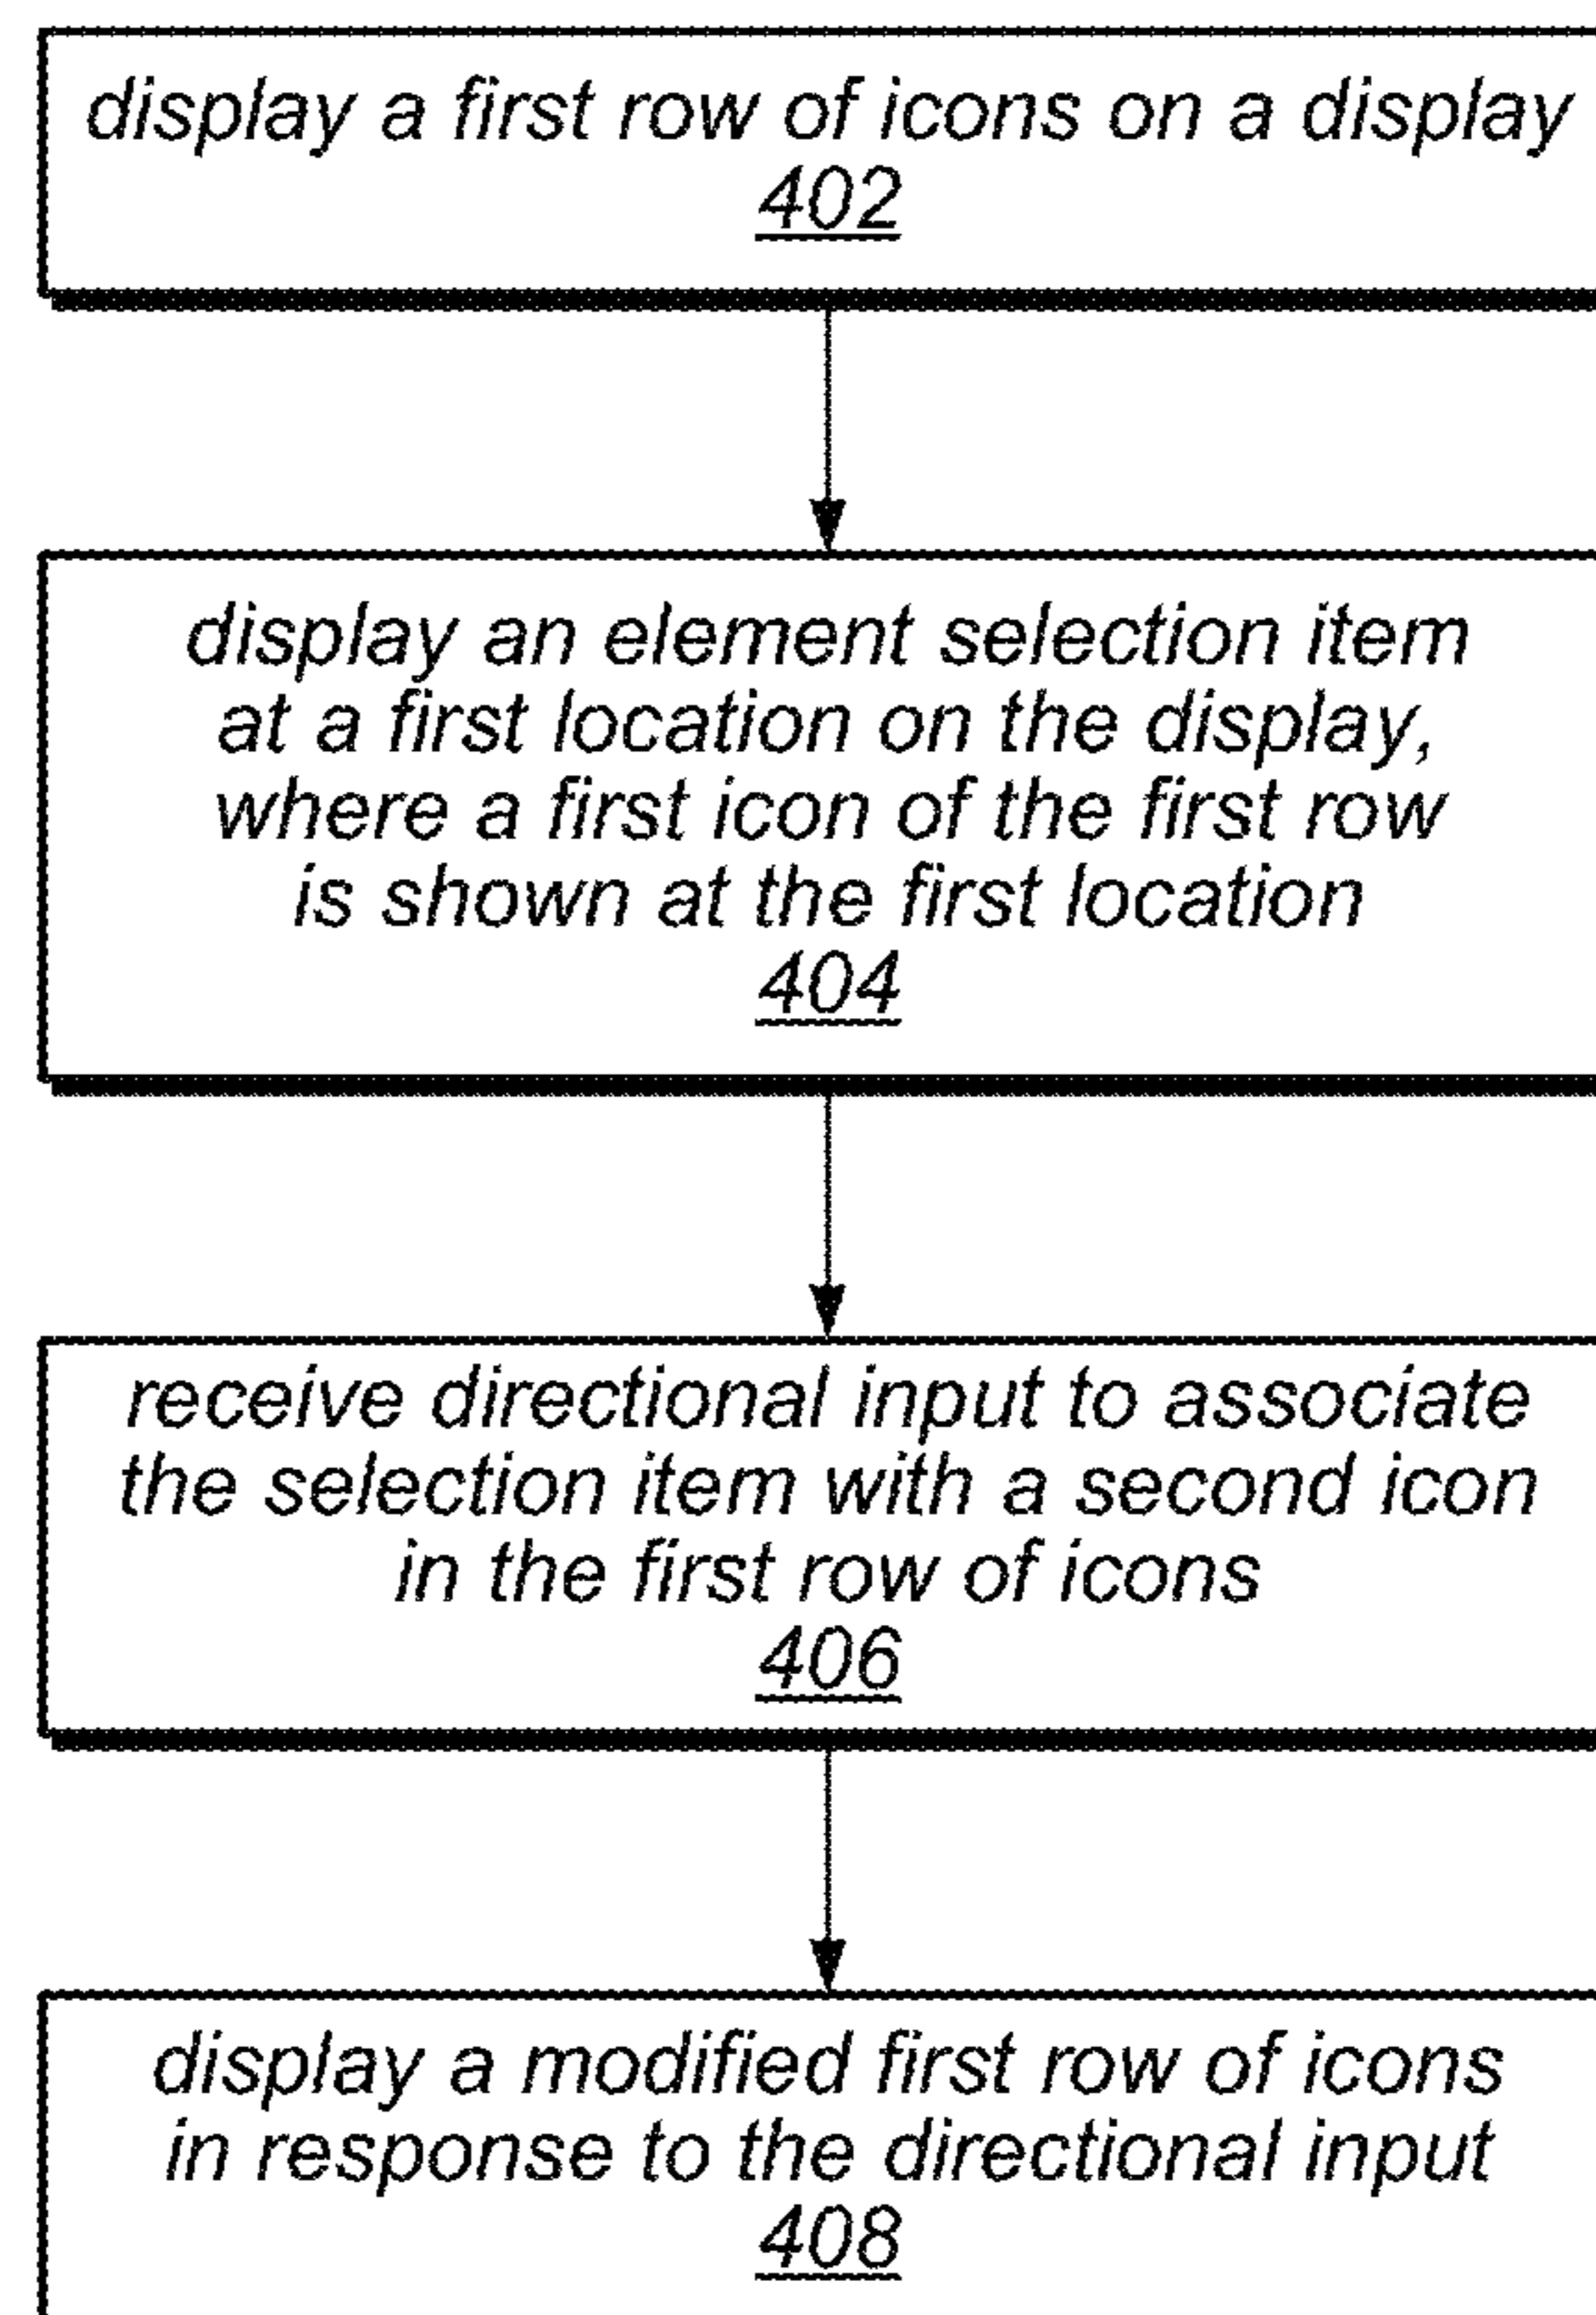 display a first row of icons on a display
402
display an element selection item
at a first location on the display,
where a first icon of the first row
is shown at the first location
404
receive directional input to associate
the selection item with a second icon
in the first row of icons
406
display a modified first row of icons
in response to the directional input
408